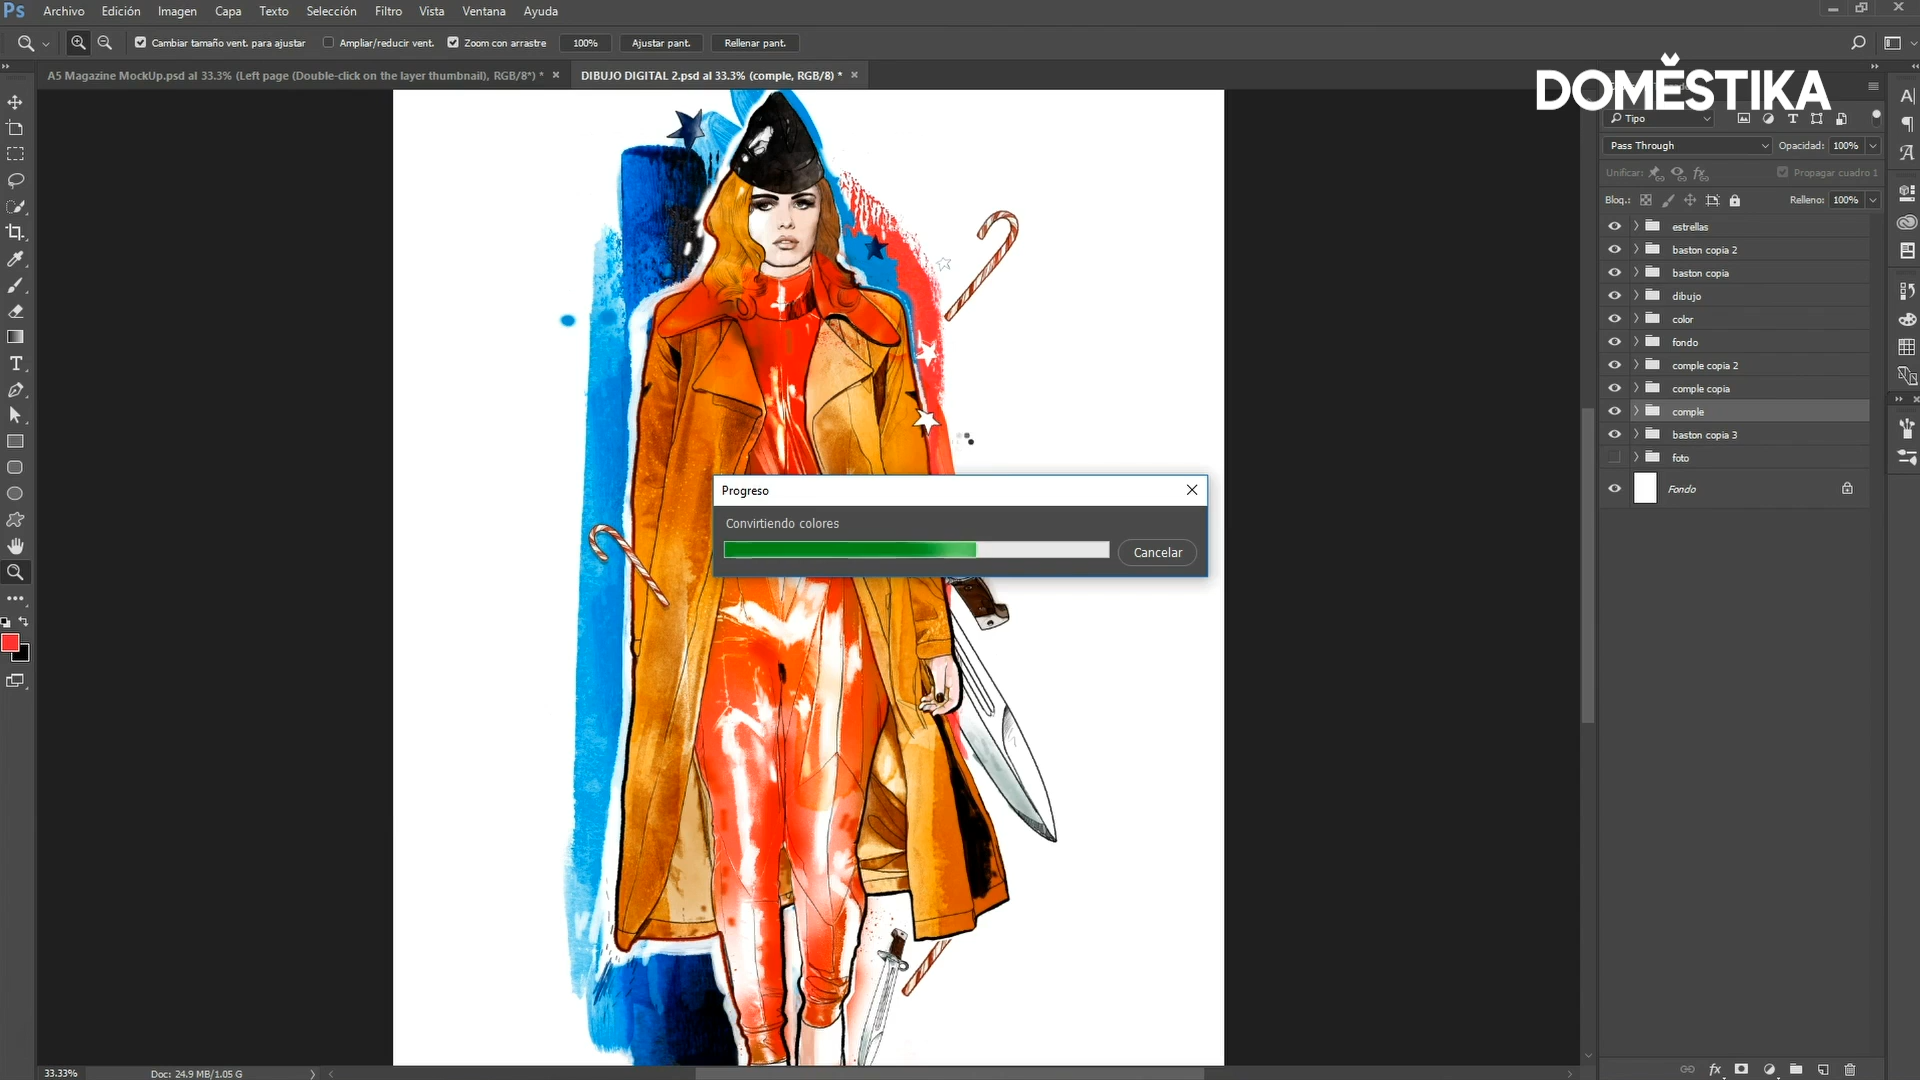 Ps Archivo Edición Imagen Capa Texto Selección Filtro Vista Ventana Ayuda
Cambiar tamaño vent. para ajustar Ampliar/reducir vent. Zoom con arrastre 100% Ajustar pant. Rellenar pant.
A5 Magazine MockUp.psd al 33.3% (Left page (Double-click on the layer thumbnail), RGB/8*) * × DIBUJO DIGITAL 2.psd al 33.3% (comple, RGB/8) * ×
DOMĚSTIKA
Tipo
Pass Through Opacidad: 100%
Unificar: Propagar cuadro 1
Bloq.: Relleno: 100%
estrellas
baston copia 2
baston copia
dibujo
color
fondo
comple copia 2
comple copia
comple
baston copia 3
foto
Fondo
Progreso
Convirtiendo colores
Cancelar
33.33% Doc: 24.9 MB/1.05 G